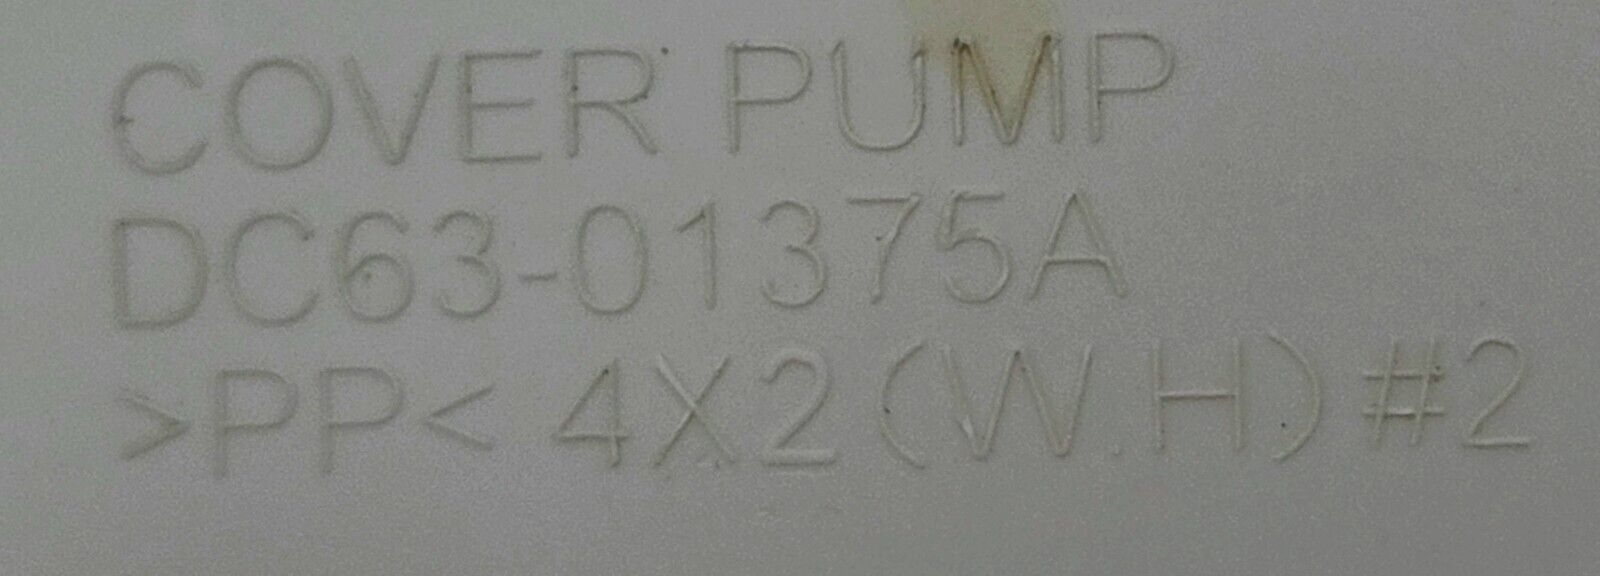 COVER PUMP
DC63-01375A
>PP< 4X2(W.H)#2